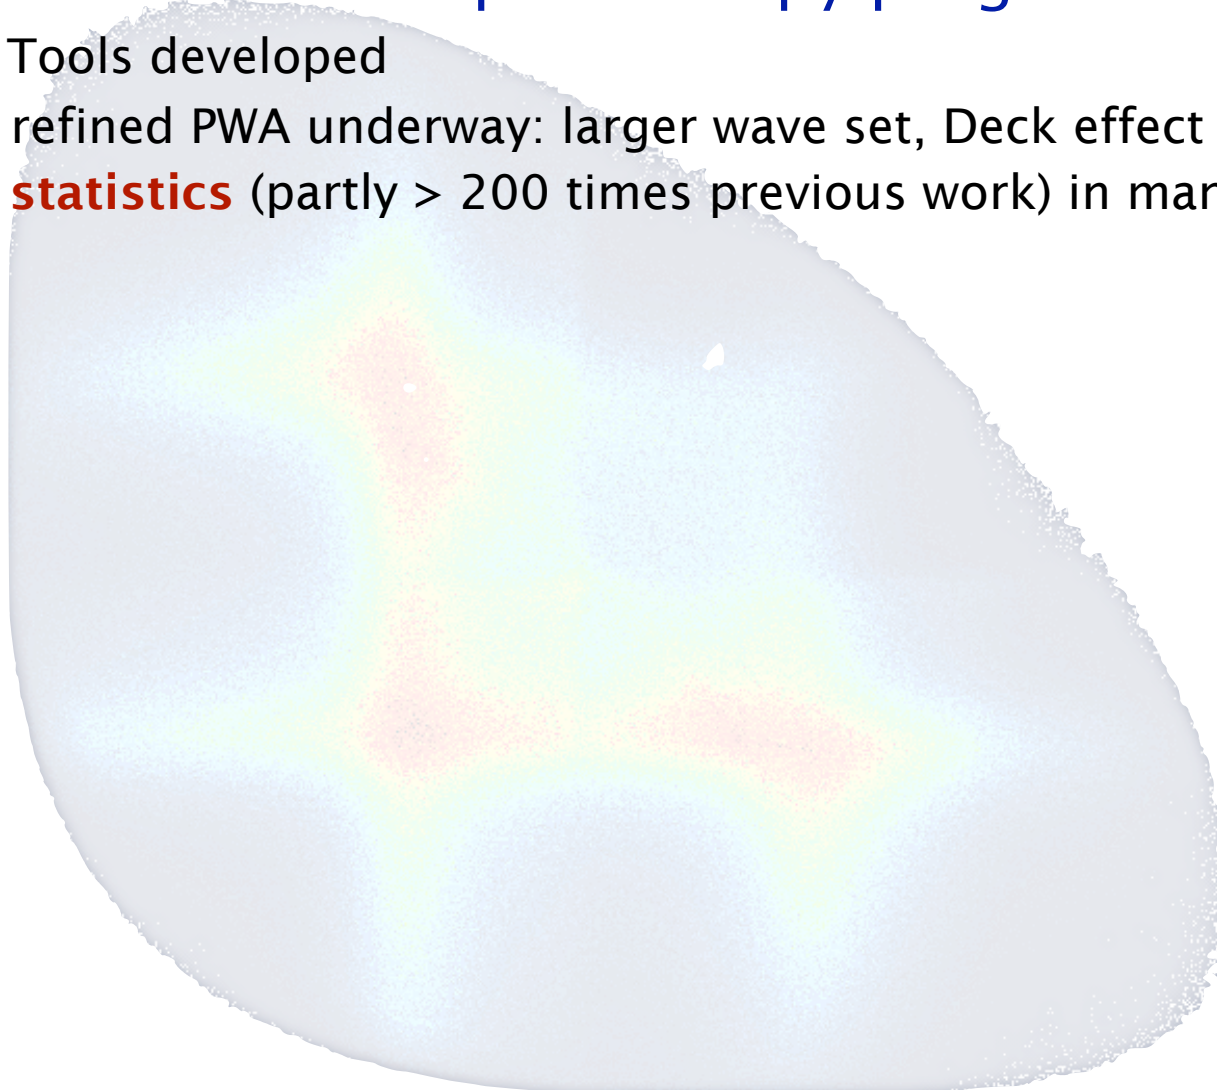 Tools developed
refined PWA underway: larger wave set, Deck effect
statistics (partly > 200 times previous work) in